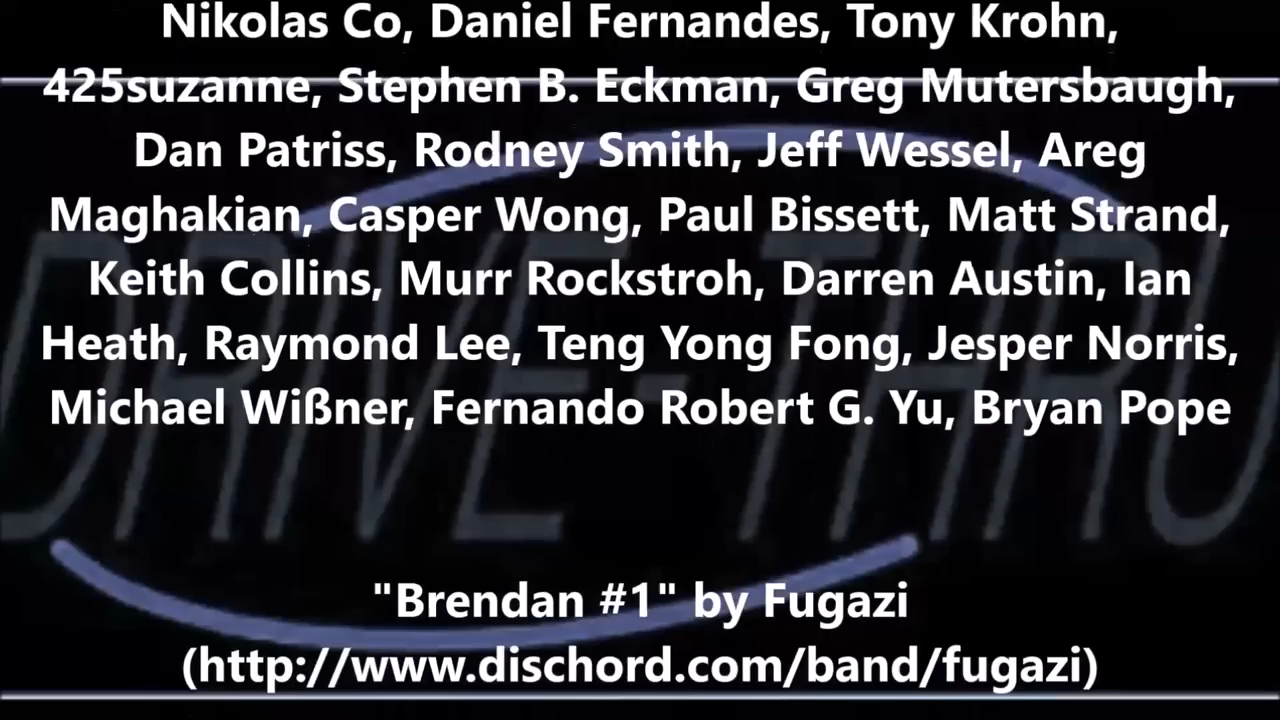 Nikolas Co, Daniel Fernandes, Tony Krohn,
425suzanne, Stephen B. Eckman, Greg Mutersbaugh,
Dan Patriss, Rodney Smith, Jeff Wessel, Areg
Maghakian, Casper Wong, Paul Bissett, Matt Strand,
Keith Collins, Murr Rockstroh, Darren Austin, Ian
Heath, Raymond Lee, Teng Yong Fong, Jesper Norris,
Michael Wißner, Fernando Robert G. Yu, Bryan Pope
DRIVE-THRU
"Brendan #1" by Fugazi
(http://www.dischord.com/band/fugazi)